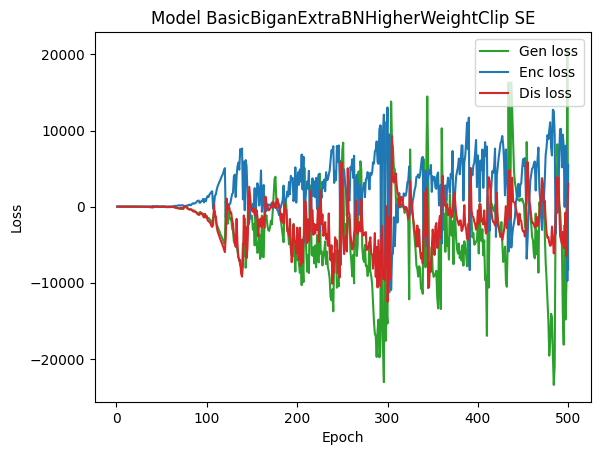 Model BasicBiganExtraBNHigherWeightClip SE
Gen loss
Enc loss
Dis loss
20000
10000
0
−10000
−20000
Loss
0
100
200
300
400
500
Epoch